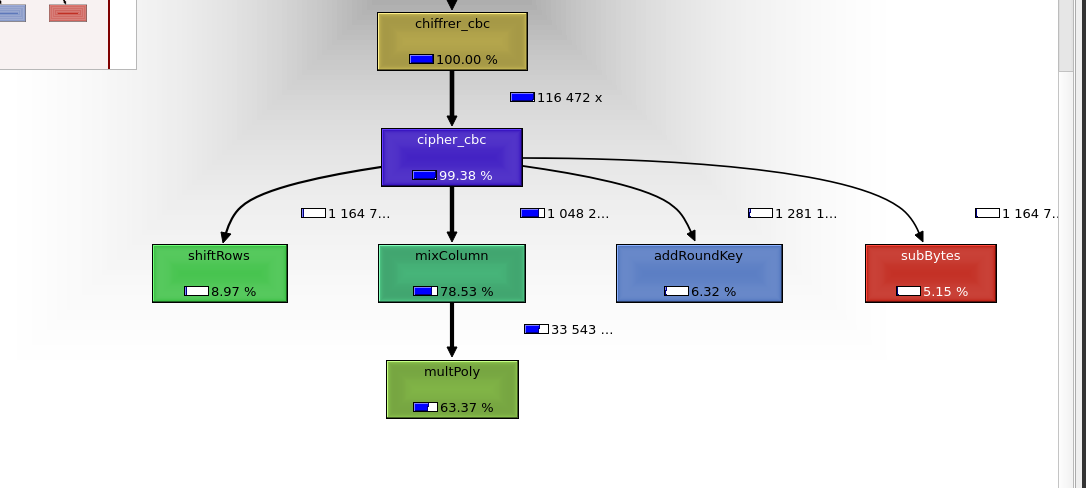 chiffrer_cbc
100.00 %
116 472 x
cipher_cbc
99.38 %
1 164 7...
1 048 2...
1 281 1...
1 164 7...
shiftRows
8.97 %
mixColumn
78.53 %
addRoundKey
6.32 %
subBytes
5.15 %
33 543 ...
multPoly
63.37 %